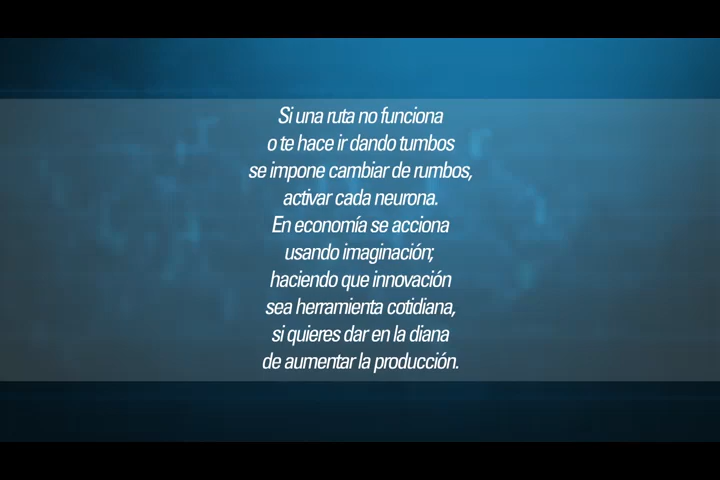 Si una ruta no funciona
o te hace ir dando tumbos
se impone cambiar de rumbos,
activar cada neurona.
En economía se acciona
usando imaginación;
haciendo que innovación
sea herramienta cotidiana,
si quieres dar en la diana
de aumentar la producción.